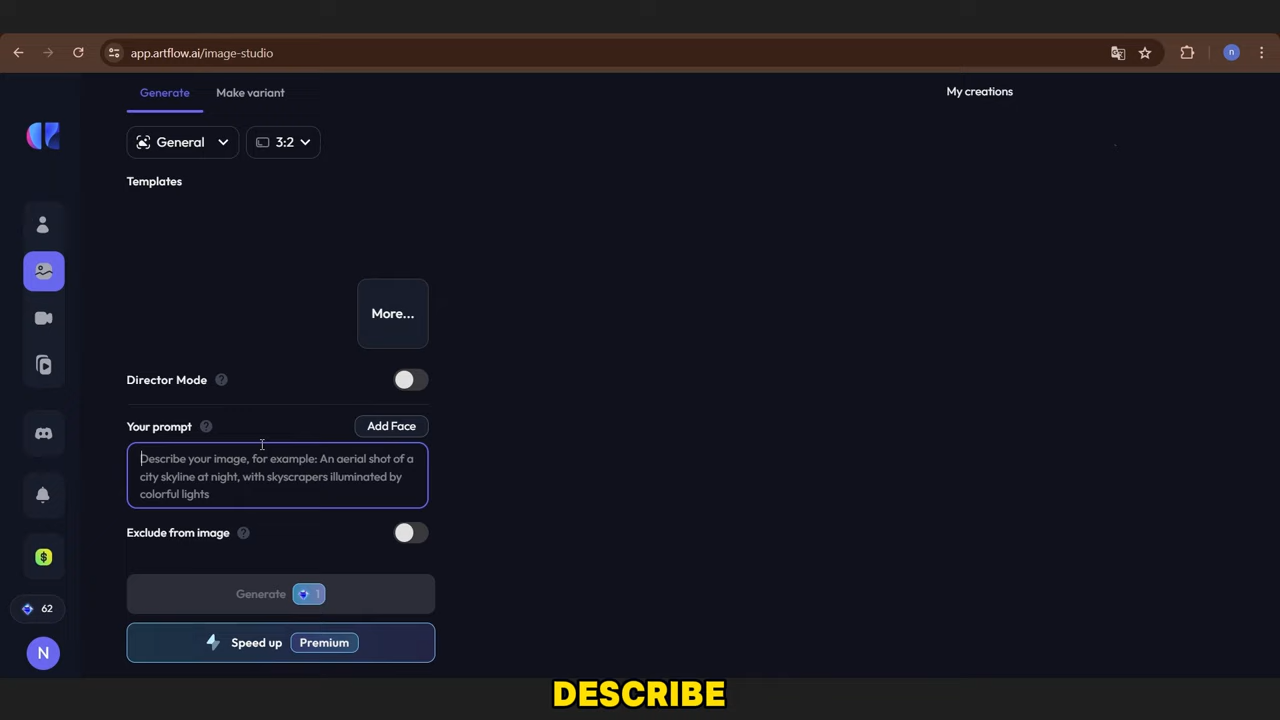 app.artflow.ai/image-studio
n
Generate
Make variant
My creations
General
3:2
Templates
More...
Director Mode ?
Your prompt ?
Add Face
Describe your image, for example: An aerial shot of a
city skyline at night, with skyscrapers illuminated by
colorful lights
Exclude from image ?
$
Generate 1
62
Speed up Premium
N
DESCRIBE